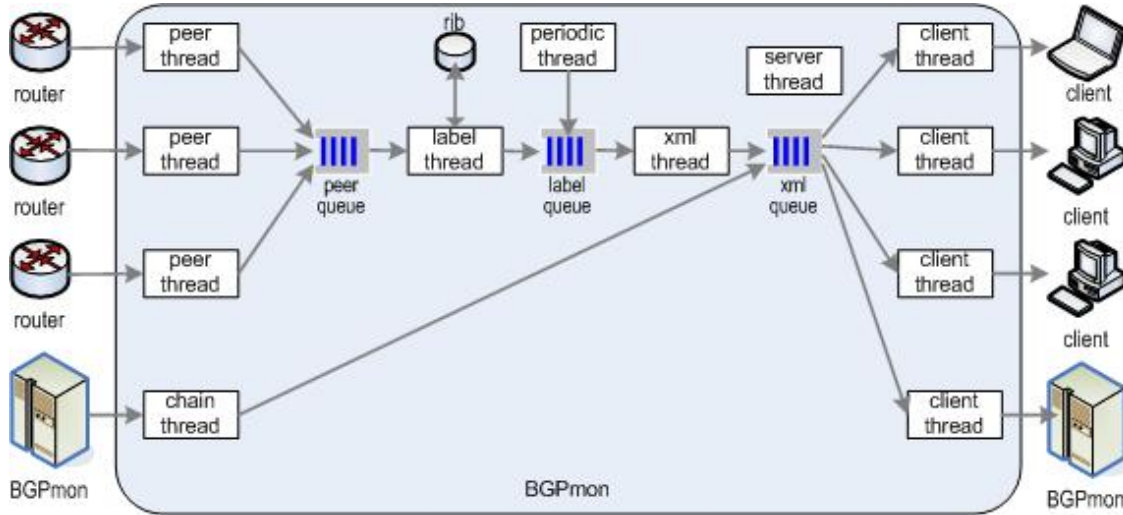 rib
peer
thread
periodic
thread
server
thread
client
thread
router
client
peer
thread
label
thread
xml
thread
client
thread
peer
queue
label
queue
xml
queue
router
client
peer
thread
client
thread
router
client
chain
thread
client
thread
BGPmon
BGPmon
BGPmon